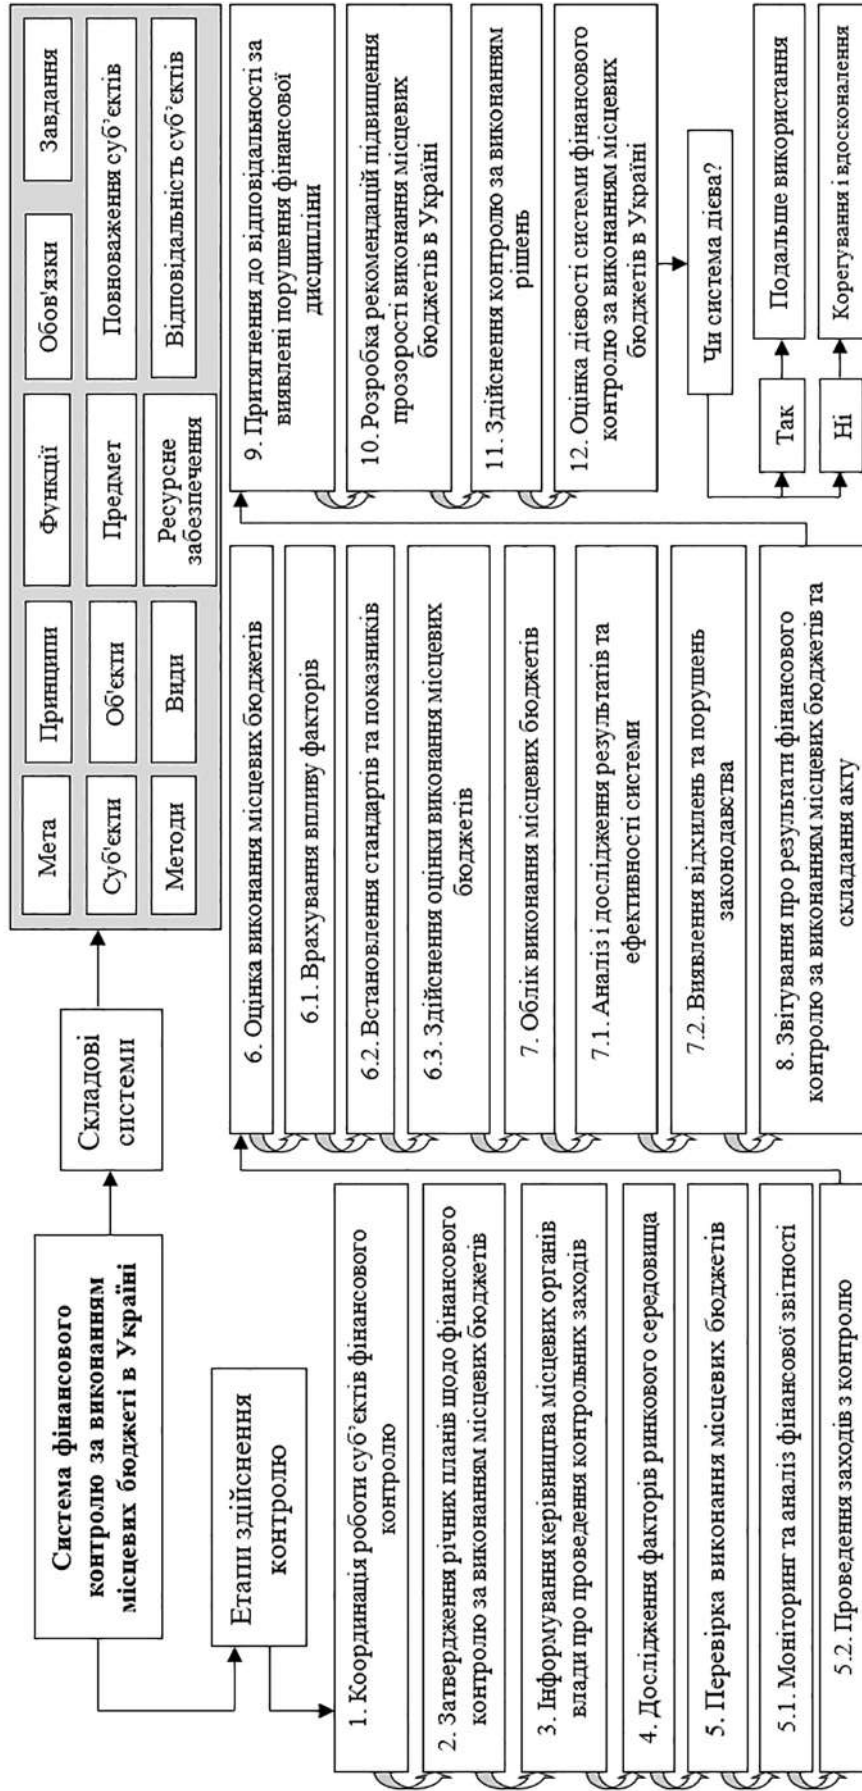 Система фінансового
контролю за виконанням
місцевих бюджеті в Україні
Складові
системи
Мета
Принципи
Функції
Обов'язки
Завдання
Суб'єкти
Об'єкти
Предмет
Повноваження суб’єктів
Методи
Види
Ресурсне
забезпечення
Відповідальність суб’єктів
Етапи здійснення
контролю
1. Координація роботи суб’єктів фінансового
контролю
2. Затвердження річних планів щодо фінансового
контролю за виконанням місцевих бюджетів
3. Інформування керівництва місцевих органів
влади про проведення контрольних заходів
4. Дослідження факторів ринкового середовища
5. Перевірка виконання місцевих бюджетів
5.1. Моніторинг та аналіз фінансової звітності
5.2. Проведення заходів з контролю
6. Оцінка виконання місцевих бюджетів
6.1. Врахування впливу факторів
6.2. Встановлення стандартів та показників
6.3. Здійснення оцінки виконання місцевих
бюджетів
7. Облік виконання місцевих бюджетів
7.1. Аналіз і дослідження результатів та
ефективності системи
7.2. Виявлення відхилень та порушень
законодавства
8. Звітування про результати фінансового
контролю за виконанням місцевих бюджетів та
складання акту
9. Притягнення до відповідальності за
виявлені порушення фінансової
дисципліни
10. Розробка рекомендацій підвищення
прозорості виконання місцевих
бюджетів в Україні
11. Здійснення контролю за виконанням
рішень
12. Оцінка дієвості системи фінансового
контролю за виконанням місцевих
бюджетів в Україні
Чи система дієва?
Так
Подальше використання
Ні
Корегування і вдосконалення